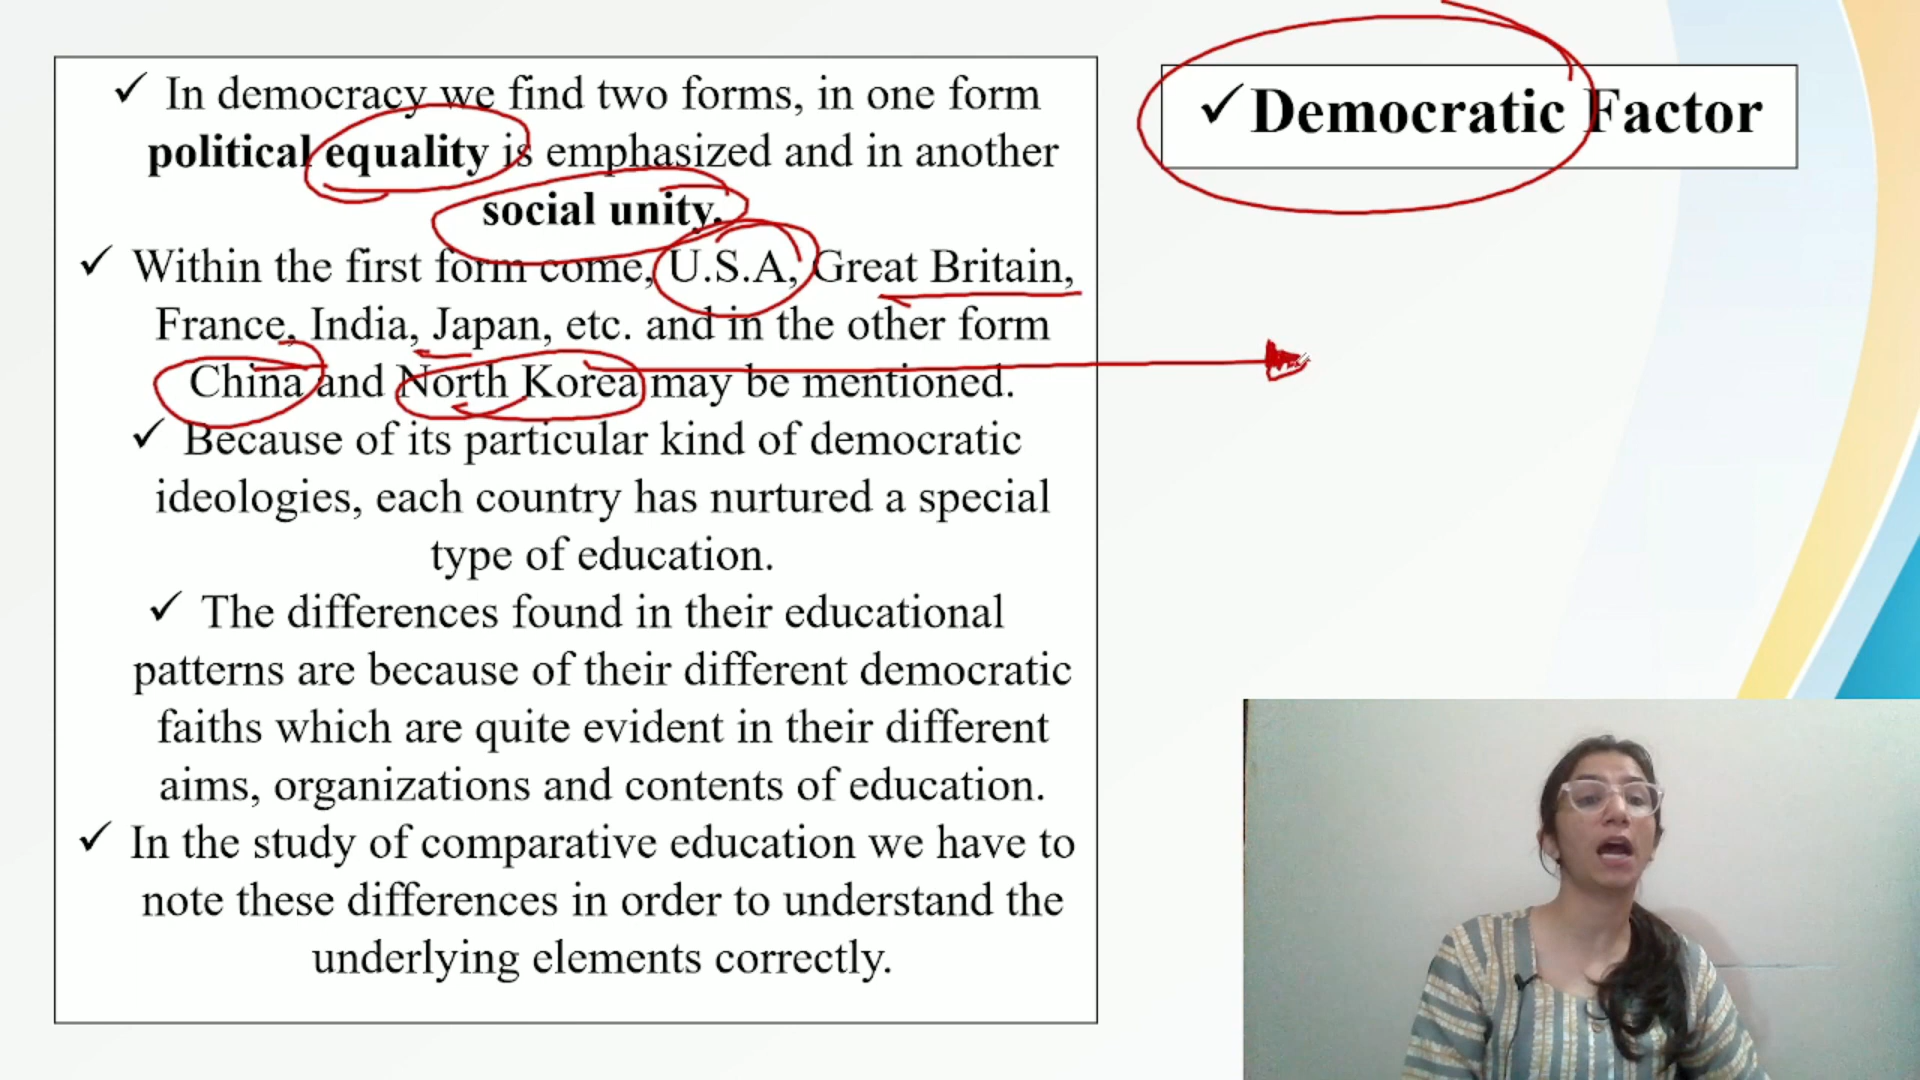 ✓ In democracy we find two forms, in one form
political equality is emphasized and in another
social unity.
✓ Within the first form come, U.S.A, Great Britain,
France, India, Japan, etc. and in the other form
China and North Korea may be mentioned.
✓ Because of its particular kind of democratic
ideologies, each country has nurtured a special
type of education.
✓ The differences found in their educational
patterns are because of their different democratic
faiths which are quite evident in their different
aims, organizations and contents of education.
✓ In the study of comparative education we have to
note these differences in order to understand the
underlying elements correctly.
✓ Democratic Factor